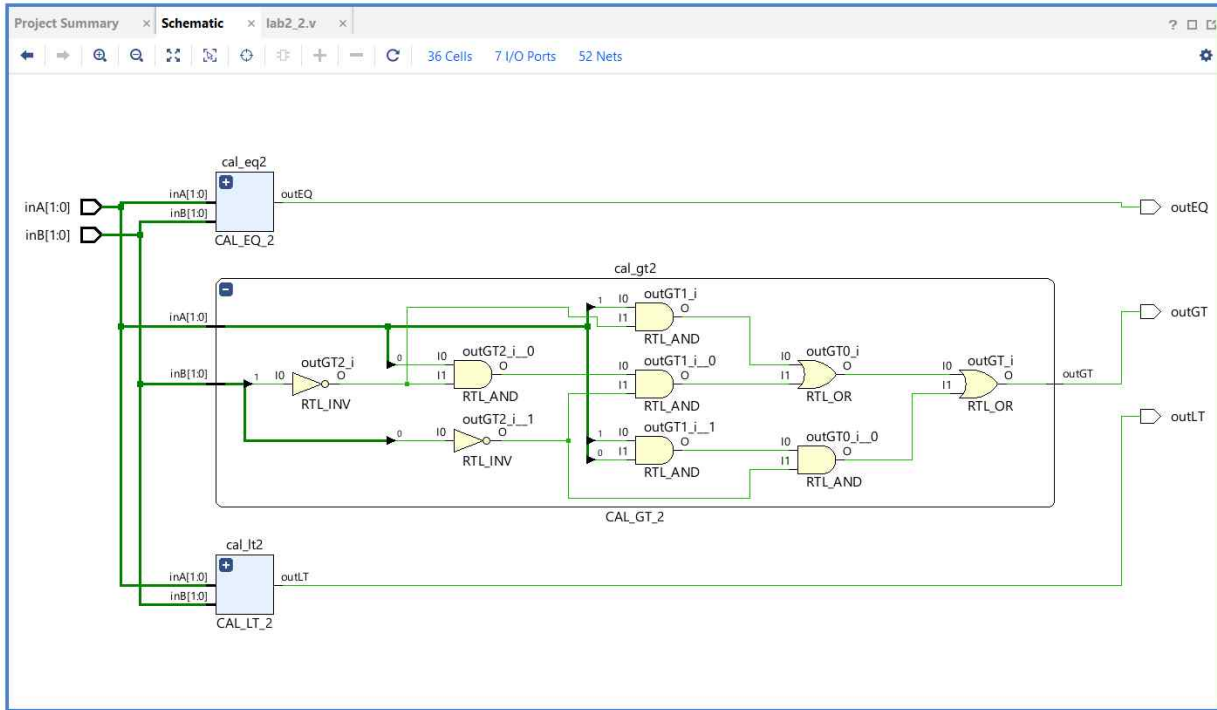 Project Summary × Schematic × lab2_2.v × ?
36 Cells 7 I/O Ports 52 Nets
cal_eq2
inA[1:0] inA[1:0] outEQ outEQ
inB[1:0] inB[1:0]
CAL_EQ_2
cal_gt2
outGT1_i
inA[1:0] 1 I0 O outGT
I1
RTL_AND
outGT2_i outGT2_i__0 outGT1_i__0 outGT0_i outGT_i
inB[1:0] 1 I0 O 0 I0 O I0 O I0 O I0 O outGT
I1 I1 I1 I1
RTL_INV RTL_AND RTL_AND RTL_OR RTL_OR
outGT2_i__1 outGT1_i__1 outGT0_i__0 outLT
0 I0 O 1 I0 O I0 O
0 I1 I1
RTL_INV RTL_AND RTL_AND
CAL_GT_2
cal_lt2
inA[1:0] outLT
inB[1:0]
CAL_LT_2